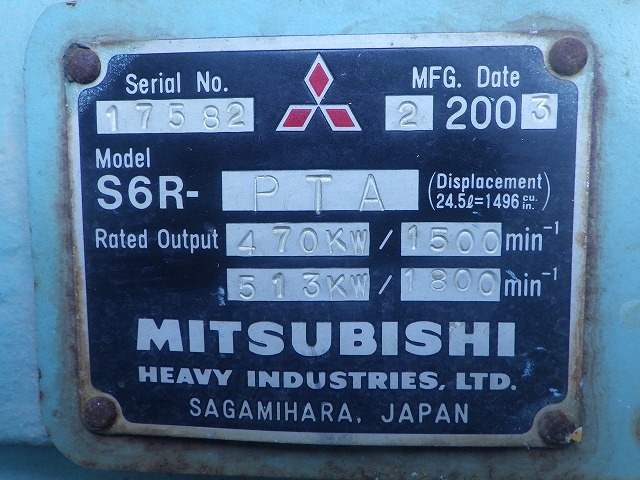 Serial No. MFG. Date
17582 2 2003
Model
S6R- PTA (Displacement 24.5ℓ=1496 cu. in.)
Rated Output 470KW / 1500 min⁻¹
513KW / 1800 min⁻¹
MITSUBISHI
HEAVY INDUSTRIES, LTD.
SAGAMIHARA, JAPAN